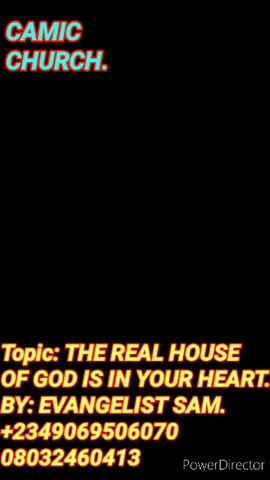 CAMIC
CHURCH.
Topic: THE REAL HOUSE
OF GOD IS IN YOUR HEART.
BY: EVANGELIST SAM.
+2349069506070
08032460413
PowerDirector